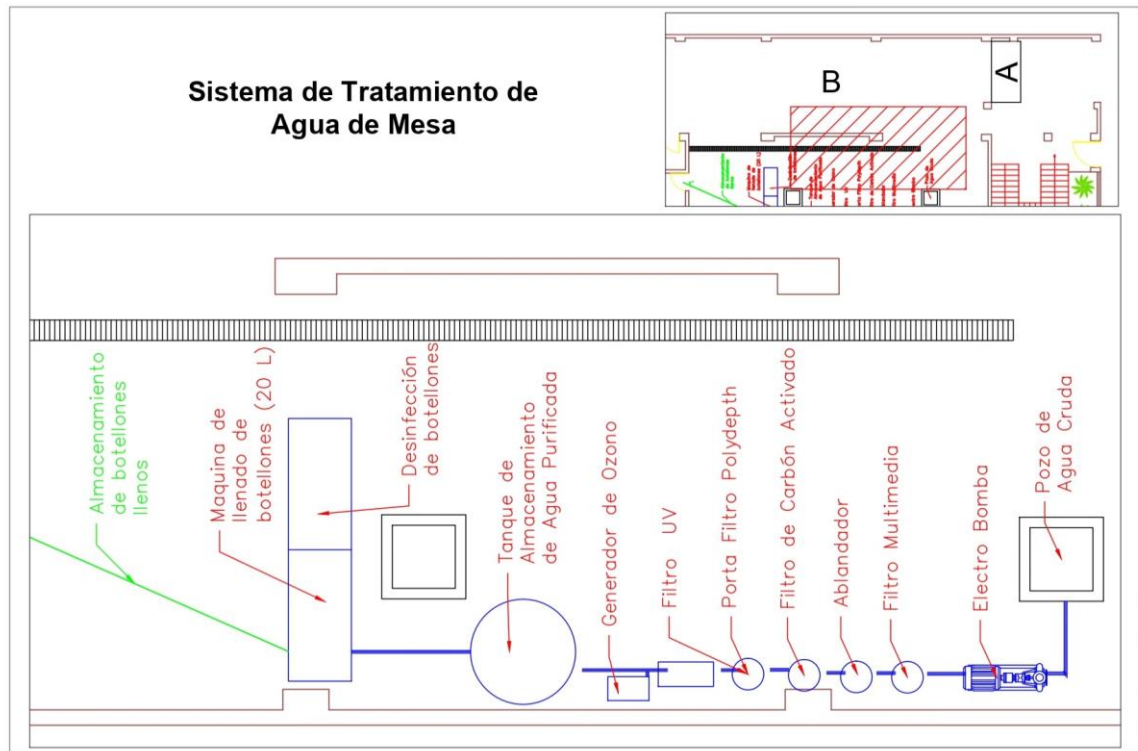 Sistema de Tratamiento de
Agua de Mesa
B
A
Almacenamiento
de botellones
llenos
Maquina de
llenado de
botellones (20 L)
Desinfección
de botellones
Tanque de
Almacenamiento
de Agua Purificada
Generador de Ozono
Filtro UV
Porta Filtro Polydepth
Filtro de Carbón Activado
Ablandador
Filtro Multimedia
Electro Bomba
Pozo de
Agua Cruda